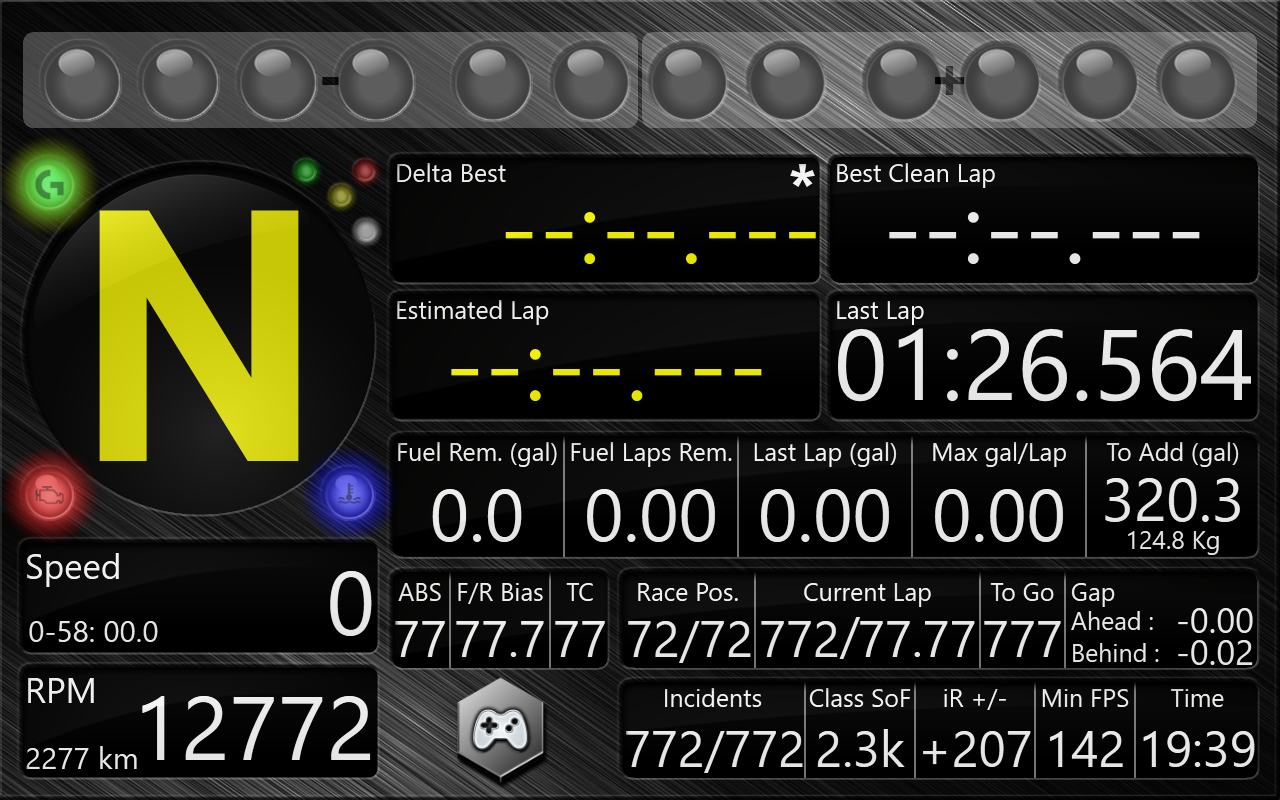 - +
Delta Best *
--:--.---
Best Clean Lap
--:--.---
N
Estimated Lap
--:--.---
Last Lap
01:26.564
Fuel Rem. (gal)
0.0
Fuel Laps Rem.
0.00
Last Lap (gal)
0.00
Max gal/Lap
0.00
To Add (gal)
320.3
124.8 Kg
Speed
0
0-58: 00.0
ABS
77
F/R Bias
77.7
TC
77
Race Pos.
72/72
Current Lap
772/77.77
To Go
777
Gap
Ahead : -0.00
Behind : -0.02
RPM
12772
2277 km
Incidents
772/772
Class SoF
2.3k
iR +/-
+207
Min FPS
142
Time
19:39